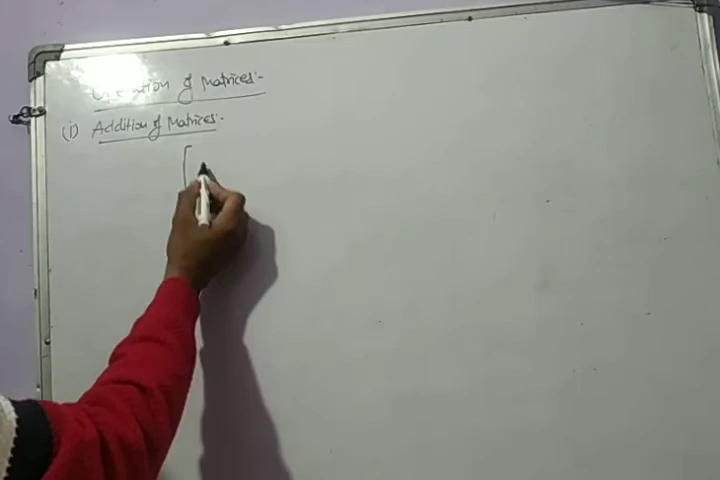 of Matrices:-
(i) Addition of Matrices:-
[